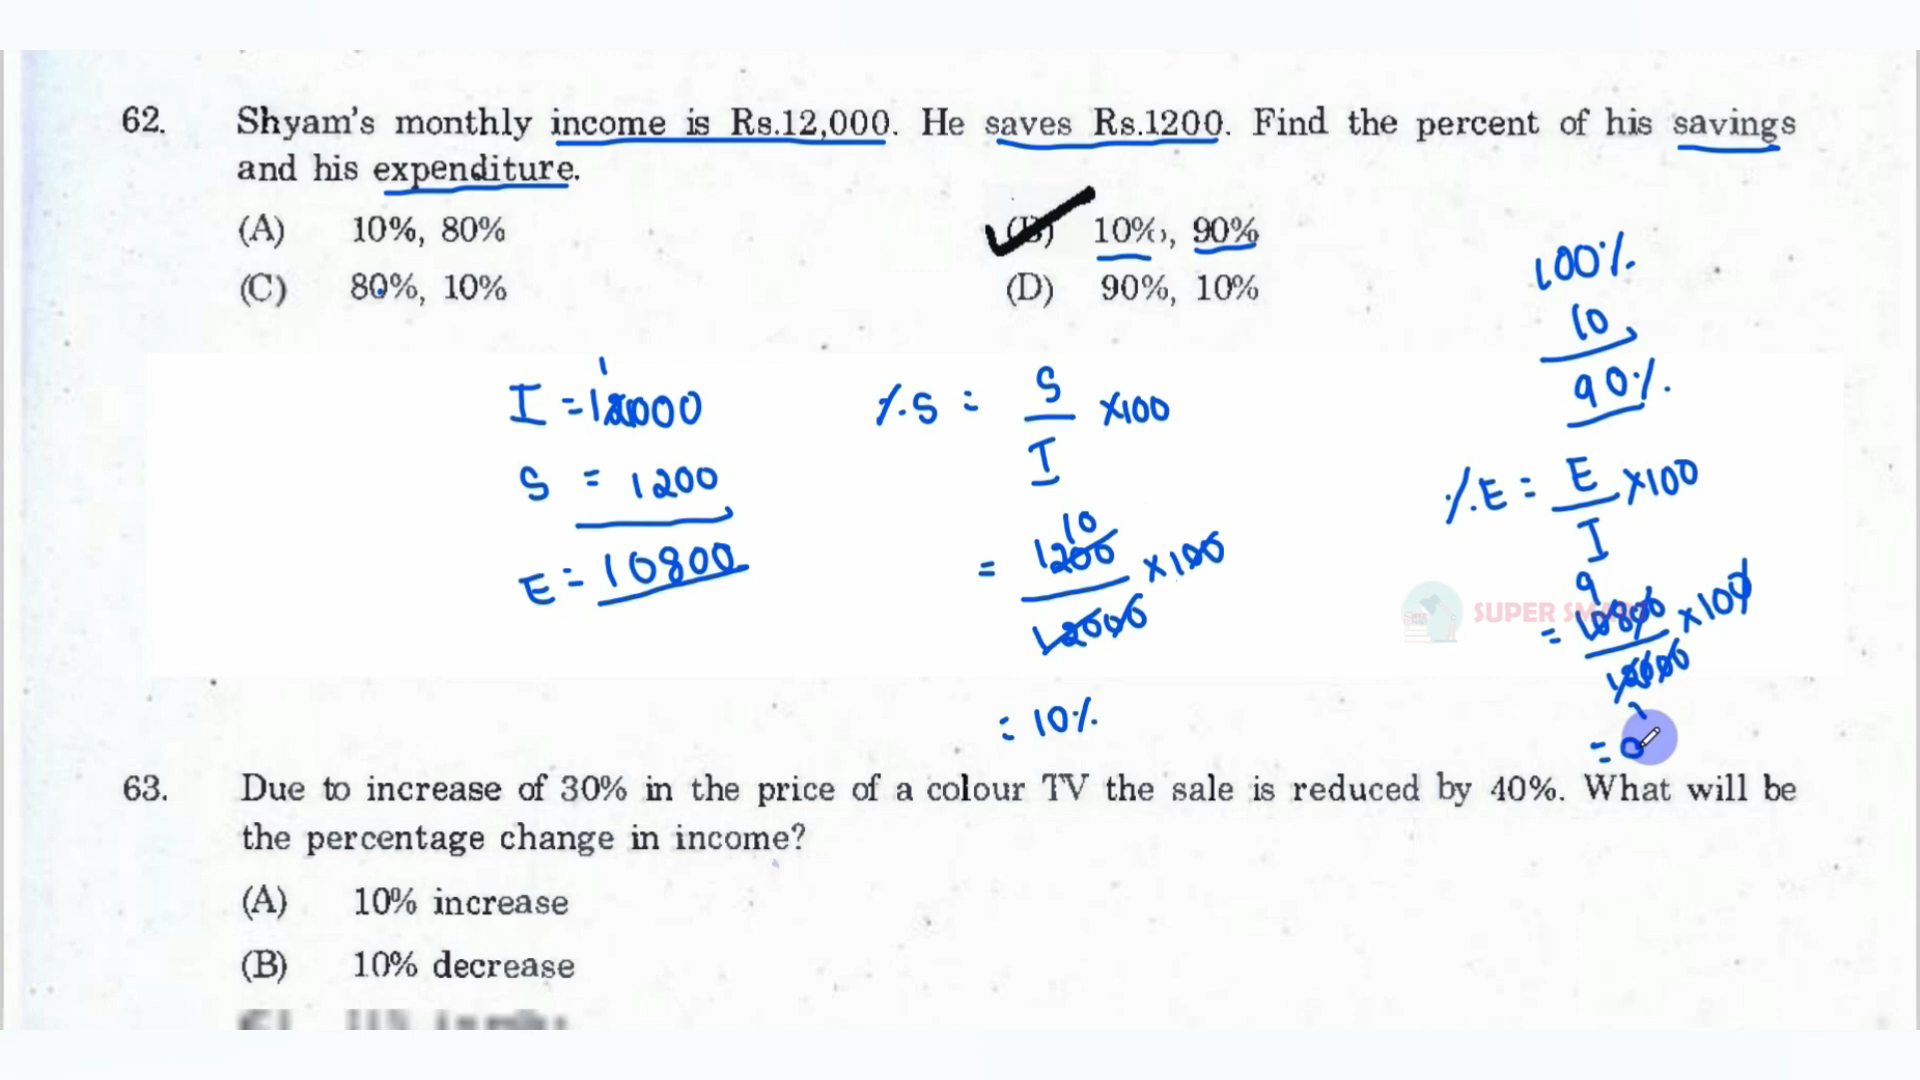 62. Shyam's monthly income is Rs.12,000. He saves Rs.1200. Find the percent of his savings
and his expenditure.
(A) 10%, 80%
(B) 10%, 90%
(C) 80%, 10%
(D) 90%, 10%
100%
10
90%
I = 12000
S = 1200
E = 10800
%S = S/I ×100
= 1200/12000 ×100
10
= 10%
%E = E/I ×100
9
= 10800/12000 ×100
=
SUPER
63. Due to increase of 30% in the price of a colour TV the sale is reduced by 40%. What will be
the percentage change in income?
(A) 10% increase
(B) 10% decrease